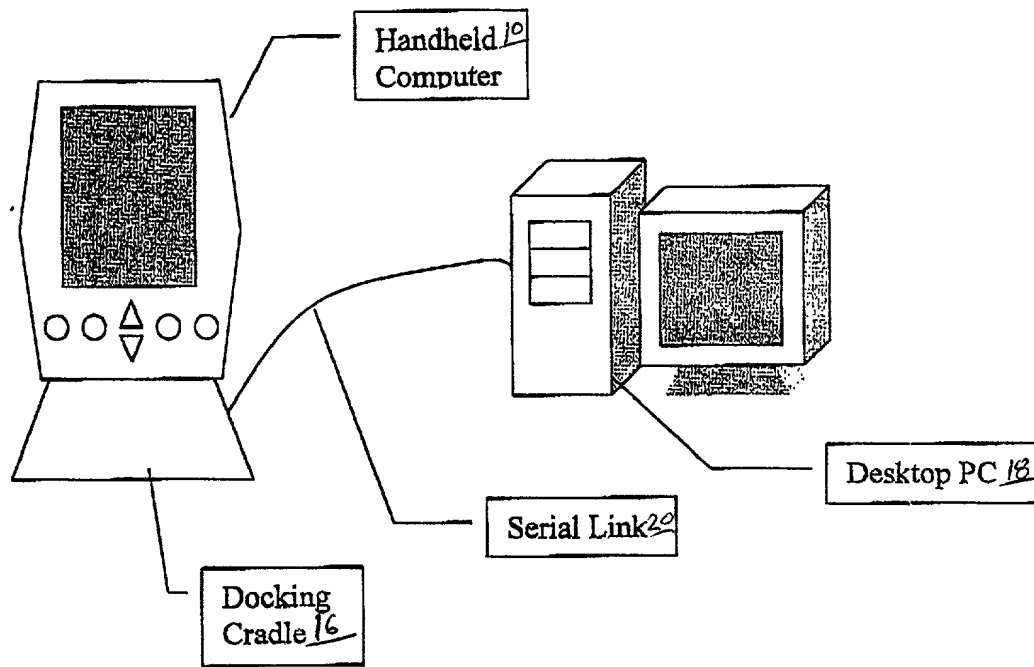 Handheld 10
Computer
Desktop PC 18
Serial Link 20
Docking
Cradle 16